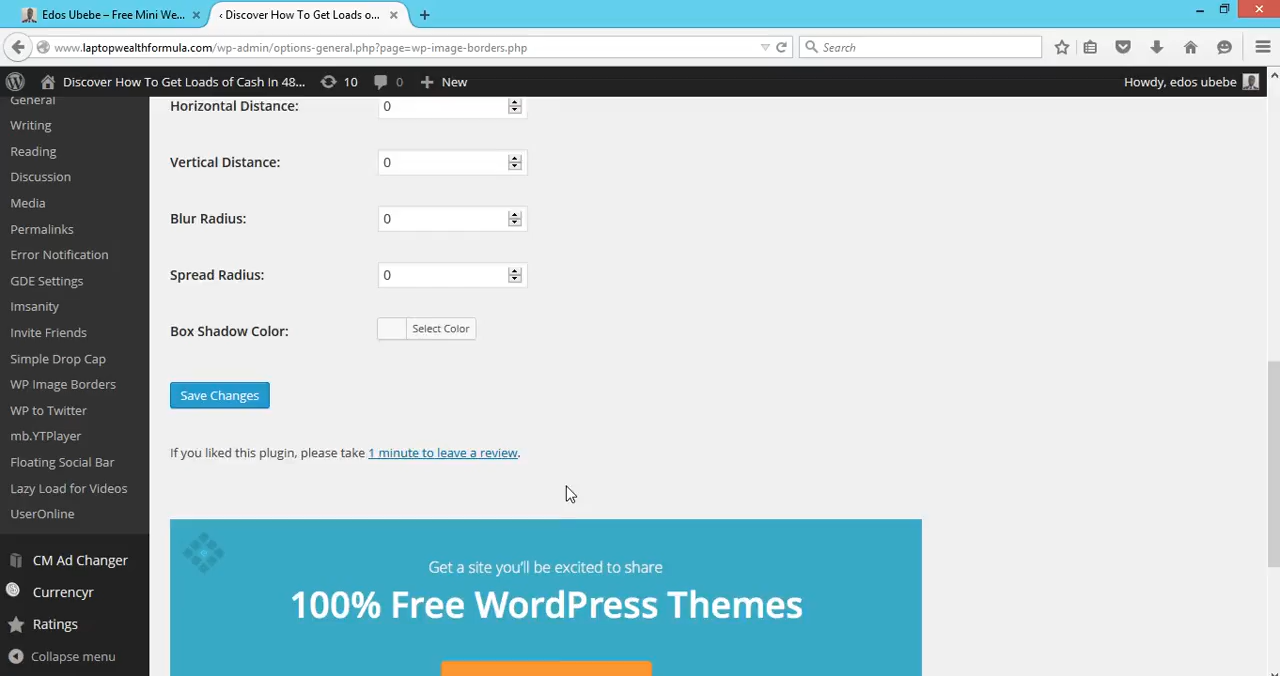 Edos Ubebe – Free Mini We...
‹ Discover How To Get Loads o...
www.laptopwealthformula.com/wp-admin/options-general.php?page=wp-image-borders.php
Search
Discover How To Get Loads of Cash In 48...
10
0
New
Howdy, edos ubebe
General
Writing
Reading
Discussion
Media
Permalinks
Error Notification
GDE Settings
Imsanity
Invite Friends
Simple Drop Cap
WP Image Borders
WP to Twitter
mb.YTPlayer
Floating Social Bar
Lazy Load for Videos
UserOnline
CM Ad Changer
Currencyr
Ratings
Collapse menu
Horizontal Distance: 0
Vertical Distance: 0
Blur Radius: 0
Spread Radius: 0
Box Shadow Color: Select Color
Save Changes
If you liked this plugin, please take 1 minute to leave a review.
Get a site you'll be excited to share
100% Free WordPress Themes